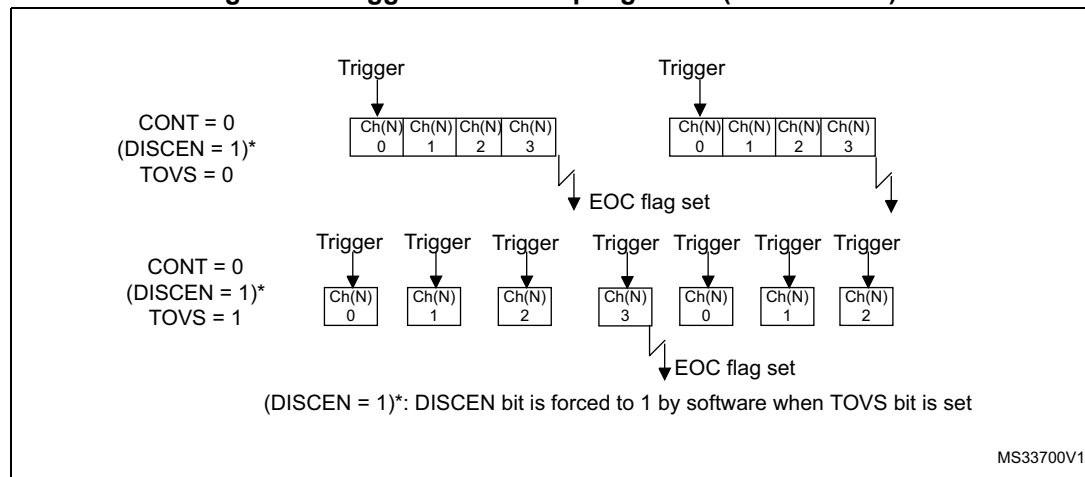 Trigger Trigger
CONT = 0
(DISCEN = 1)*
TOVS = 0
Ch(N) Ch(N) Ch(N) Ch(N)
0 1 2 3
Ch(N) Ch(N) Ch(N) Ch(N)
0 1 2 3
EOC flag set
Trigger Trigger Trigger Trigger Trigger Trigger Trigger
CONT = 0
(DISCEN = 1)*
TOVS = 1
Ch(N) Ch(N) Ch(N) Ch(N) Ch(N) Ch(N) Ch(N)
0 1 2 3 0 1 2
EOC flag set
(DISCEN = 1)*: DISCEN bit is forced to 1 by software when TOVS bit is set
MS33700V1